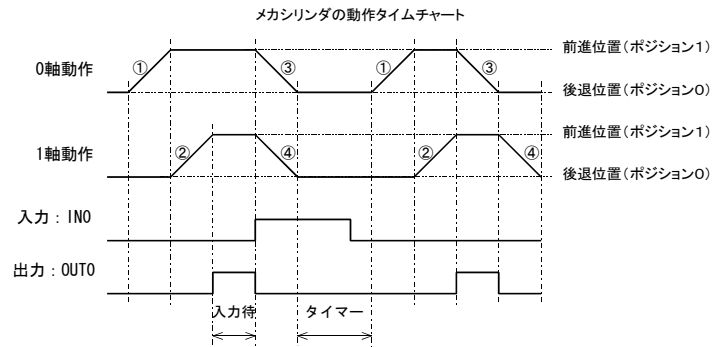 メカシリンダの動作タイムチャート
0軸動作
①
③
①
③
前進位置(ポジション1)
後退位置(ポジション0)
1軸動作
②
④
②
④
前進位置(ポジション1)
後退位置(ポジション0)
入力：IN0
出力：OUT0
入力待
タイマー